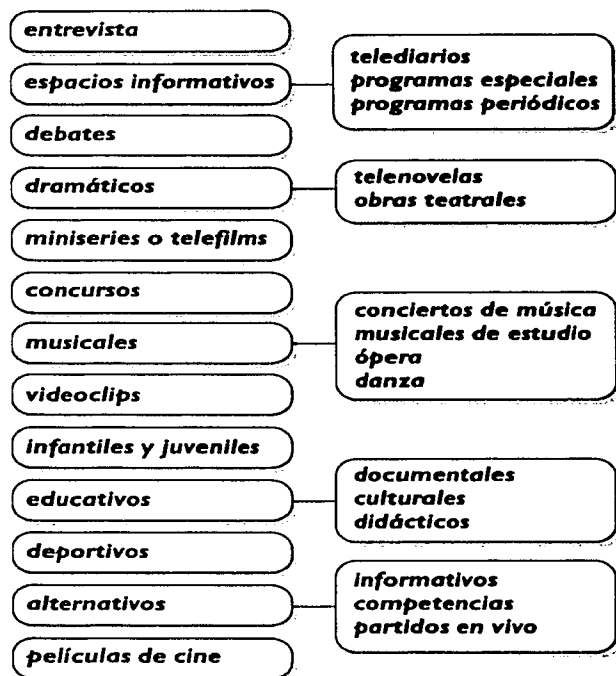 entrevista
espacios informativos
telediarios
programas especiales
programas periódicos
debates
dramáticos
telenovelas
obras teatrales
miniseries o telefilms
concursos
musicales
conciertos de música
musicales de estudio
ópera
danza
videoclips
infantiles y juveniles
educativos
documentales
culturales
didácticos
deportivos
alternativos
informativos
competencias
partidos en vivo
películas de cine